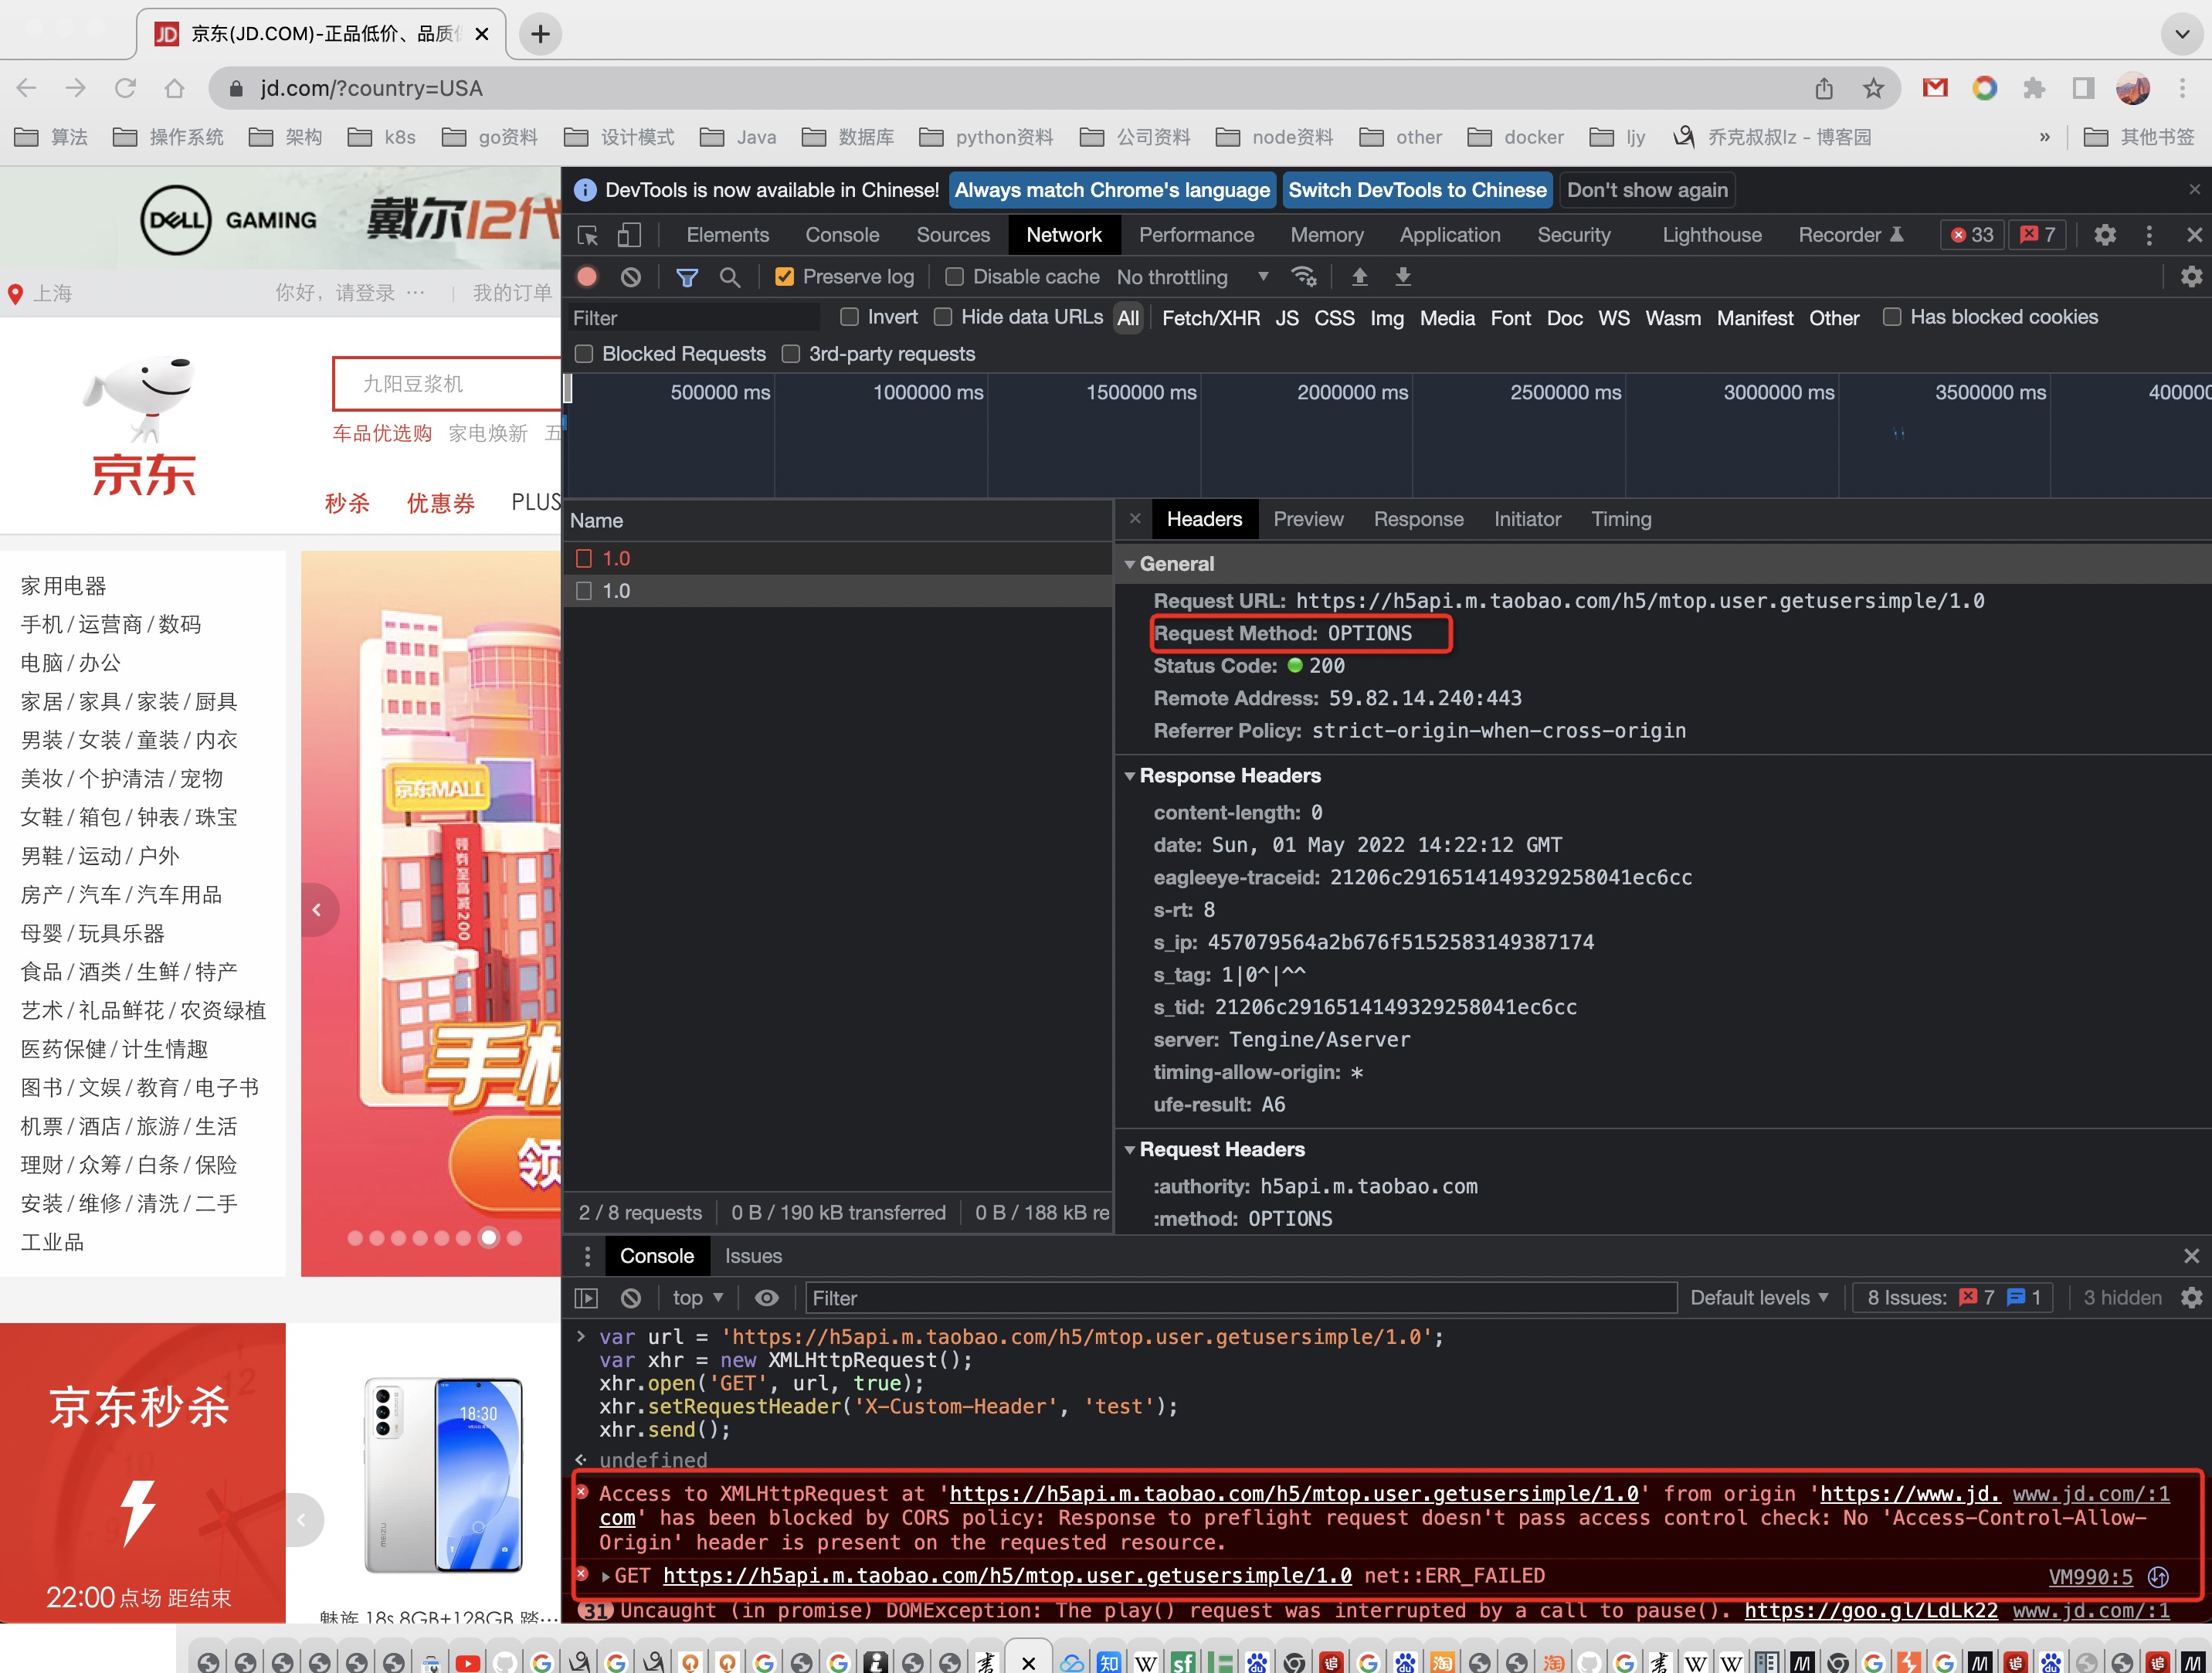 京东(JD.COM)-正品低价、品质
jd.com/?country=USA
算法 操作系统 架构 k8s go资料 设计模式 Java 数据库 python资料 公司资料 node资料 other docker ljy 乔克叔叔lz - 博客园 » 其他书签
DELL GAMING 戴尔12代
上海 你好，请登录 ··· 我的订单
九阳豆浆机
车品优选购 家电焕新 五
京东
秒杀 优惠券 PLUS
家用电器
手机 / 运营商 / 数码
电脑 / 办公
家居 / 家具 / 家装 / 厨具
男装 / 女装 / 童装 / 内衣
美妆 / 个护清洁 / 宠物
女鞋 / 箱包 / 钟表 / 珠宝
男鞋 / 运动 / 户外
房产 / 汽车 / 汽车用品
母婴 / 玩具乐器
食品 / 酒类 / 生鲜 / 特产
艺术 / 礼品鲜花 / 农资绿植
医药保健 / 计生情趣
图书 / 文娱 / 教育 / 电子书
机票 / 酒店 / 旅游 / 生活
理财 / 众筹 / 白条 / 保险
安装 / 维修 / 清洗 / 二手
工业品
京东MALL
领券至高减200
手机
领
京东秒杀
22:00 点场 距结束
18:30
MEIZU
魅族 18s 8GB+128GB 踏···
DevTools is now available in Chinese! Always match Chrome's language Switch DevTools to Chinese Don't show again
Elements Console Sources Network Performance Memory Application Security Lighthouse Recorder 33 7
Preserve log Disable cache No throttling
Filter Invert Hide data URLs All Fetch/XHR JS CSS Img Media Font Doc WS Wasm Manifest Other Has blocked cookies
Blocked Requests 3rd-party requests
500000 ms 1000000 ms 1500000 ms 2000000 ms 2500000 ms 3000000 ms 3500000 ms 400000
Name
1.0
1.0
2 / 8 requests 0 B / 190 kB transferred 0 B / 188 kB re
Headers Preview Response Initiator Timing
General
Request URL: https://h5api.m.taobao.com/h5/mtop.user.getusersimple/1.0
Request Method: OPTIONS
Status Code: 200
Remote Address: 59.82.14.240:443
Referrer Policy: strict-origin-when-cross-origin
Response Headers
content-length: 0
date: Sun, 01 May 2022 14:22:12 GMT
eagleeye-traceid: 21206c2916514149329258041ec6cc
s-rt: 8
s_ip: 457079564a2b676f5152583149387174
s_tag: 1|0^|^^
s_tid: 21206c2916514149329258041ec6cc
server: Tengine/Aserver
timing-allow-origin: *
ufe-result: A6
Request Headers
:authority: h5api.m.taobao.com
:method: OPTIONS
Console Issues
top Filter Default levels 8 Issues: 7 1 3 hidden
var url = 'https://h5api.m.taobao.com/h5/mtop.user.getusersimple/1.0';
var xhr = new XMLHttpRequest();
xhr.open('GET', url, true);
xhr.setRequestHeader('X-Custom-Header', 'test');
xhr.send();
undefined
Access to XMLHttpRequest at 'https://h5api.m.taobao.com/h5/mtop.user.getusersimple/1.0' from origin 'https://www.jd. www.jd.com/:1
com' has been blocked by CORS policy: Response to preflight request doesn't pass access control check: No 'Access-Control-Allow-
Origin' header is present on the requested resource.
GET https://h5api.m.taobao.com/h5/mtop.user.getusersimple/1.0 net::ERR_FAILED VM990:5
31 Uncaught (in promise) DOMException: The play() request was interrupted by a call to pause(). https://goo.gl/LdLk22 www.jd.com/:1